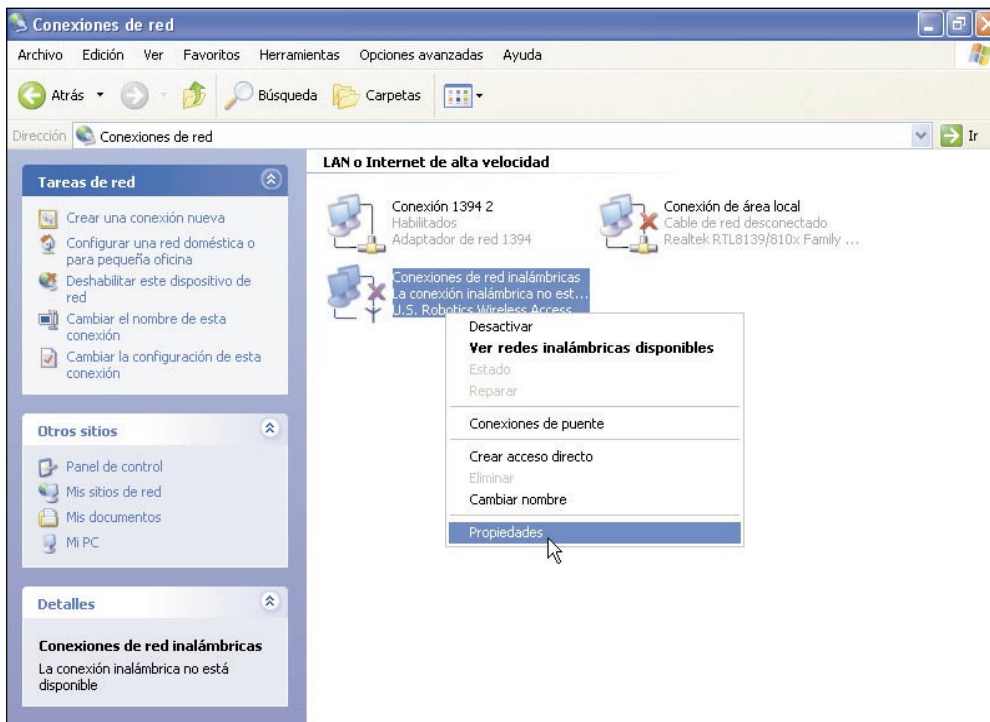 Conexiones de red
Archivo Edición Ver Favoritos Herramientas Opciones avanzadas Ayuda
Atrás Búsqueda Carpetas
Dirección Conexiones de red Ir
Tareas de red
Crear una conexión nueva
Configurar una red doméstica o
para pequeña oficina
Deshabilitar este dispositivo de
red
Cambiar el nombre de esta
conexión
Cambiar la configuración de esta
conexión
Otros sitios
Panel de control
Mis sitios de red
Mis documentos
Mi PC
Detalles
Conexiones de red inalámbricas
La conexión inalámbrica no está
disponible
LAN o Internet de alta velocidad
Conexión 1394 2
Habilitados
Adaptador de red 1394
Conexión de área local
Cable de red desconectado
Realtek RTL8139/810x Family ...
Conexiones de red inalámbricas
La conexión inalámbrica no est...
U.S. Robotics Wireless Access
Desactivar
Ver redes inalámbricas disponibles
Estado
Reparar
Conexiones de puente
Crear acceso directo
Eliminar
Cambiar nombre
Propiedades